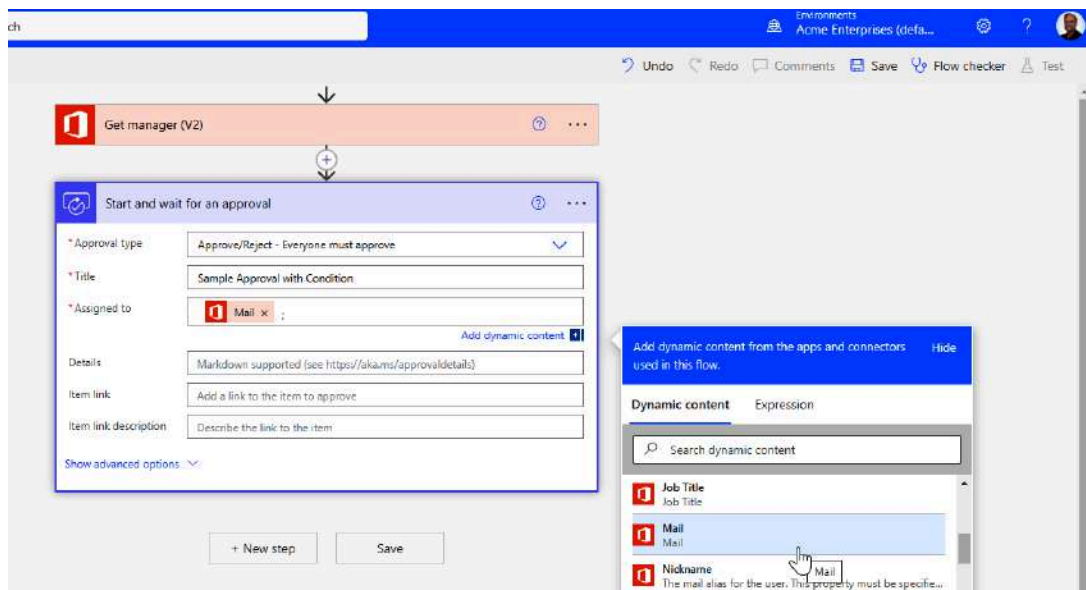 ch
Environments
Acme Enterprises (defa...
?
Undo Redo Comments Save Flow checker Test
Get manager (V2)
? ...
Start and wait for an approval
? ...
* Approval type
Approve/Reject - Everyone must approve
* Title
Sample Approval with Condition
* Assigned to
Mail × ;
Add dynamic content +
Details
Markdown supported (see https://aka.ms/approvaldetails)
Item link
Add a link to the item to approve
Item link description
Describe the link to the item
Show advanced options
+ New step
Save
Add dynamic content from the apps and connectors
used in this flow.
Hide
Dynamic content Expression
Search dynamic content
Job Title
Job Title
Mail
Mail
Mail
Nickname
The mail alias for the user. This property must be specifie...